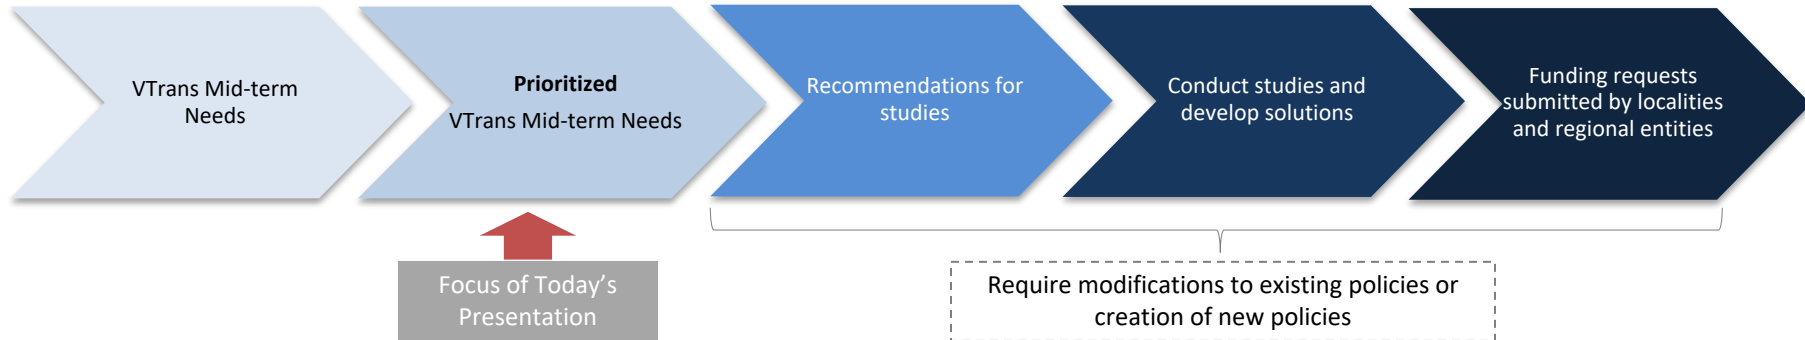 VTrans Mid-term
Needs
Prioritized
VTrans Mid-term Needs
Recommendations for
studies
Conduct studies and
develop solutions
Funding requests
submitted by localities
and regional entities
Focus of Today's
Presentation
Require modifications to existing policies or
creation of new policies